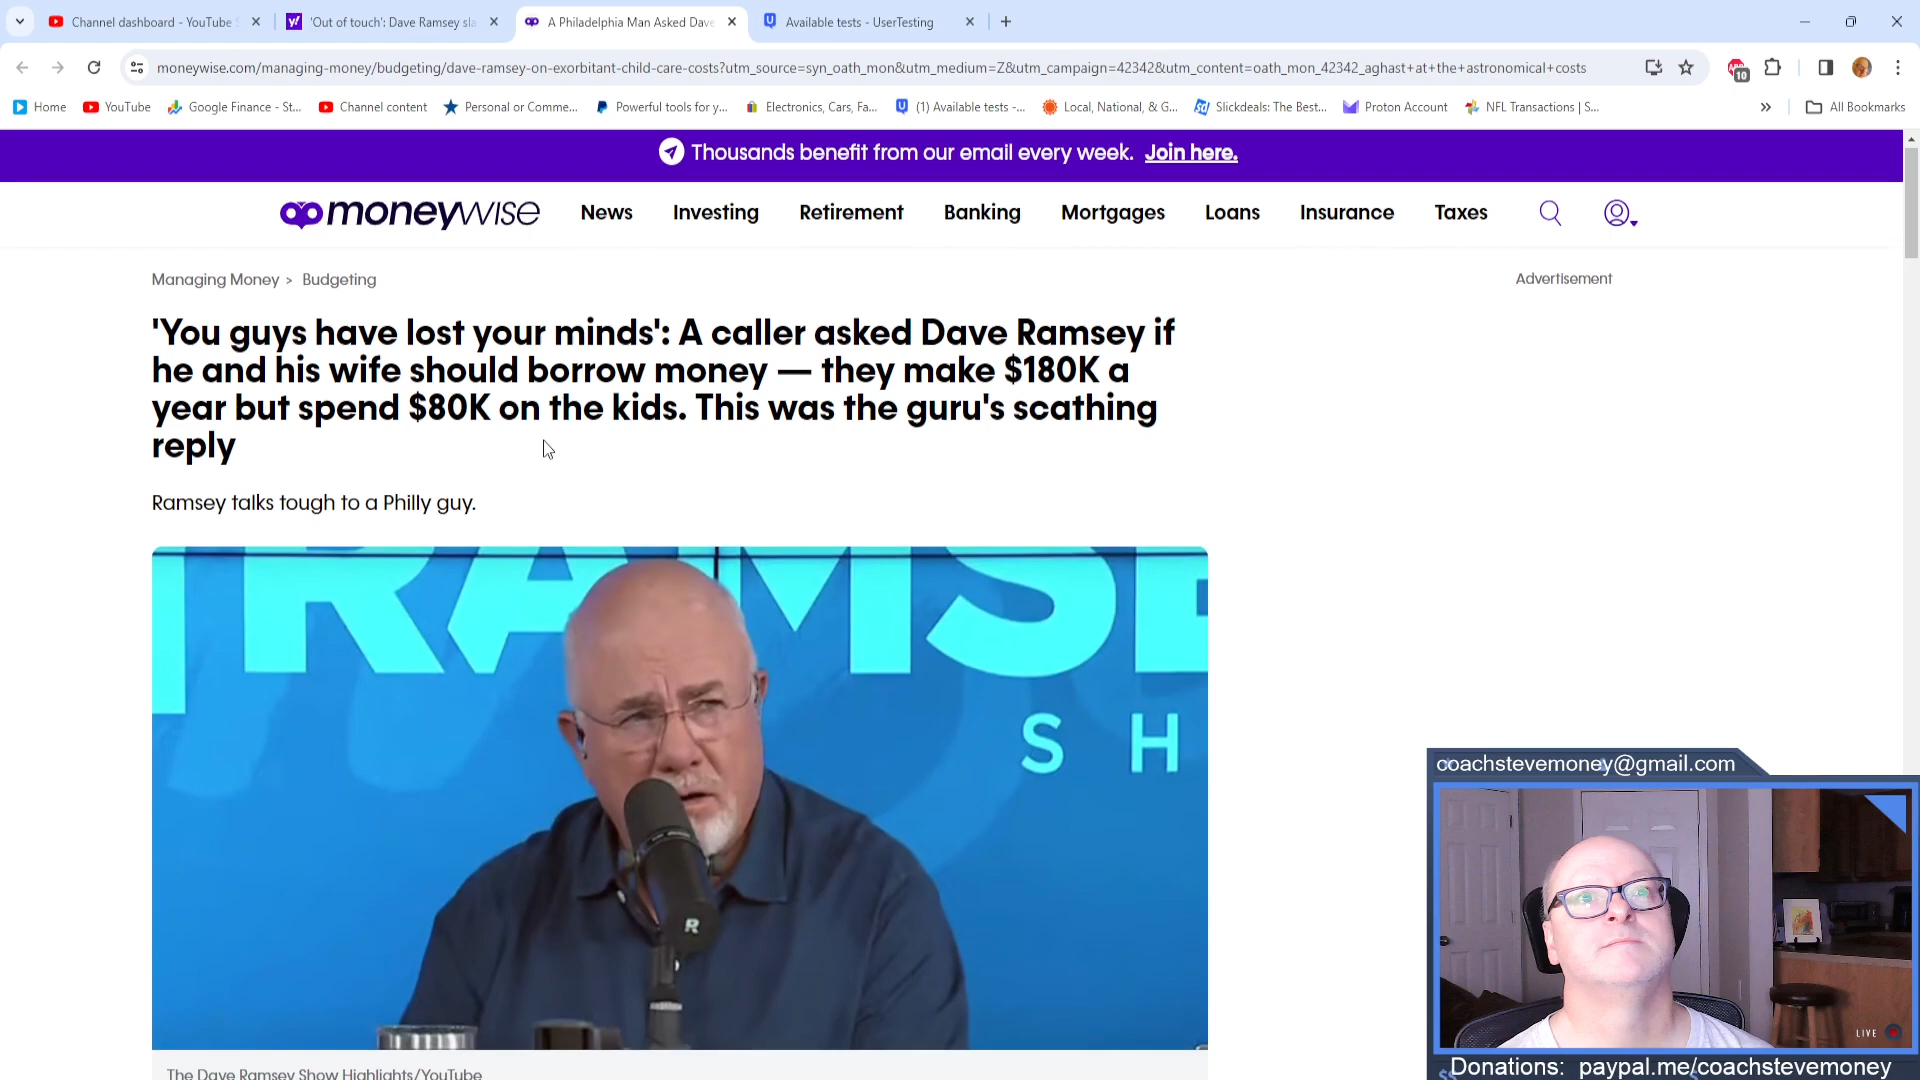 Channel dashboard - YouTube S
'Out of touch': Dave Ramsey sla
A Philadelphia Man Asked Dave
Available tests - UserTesting
moneywise.com/managing-money/budgeting/dave-ramsey-on-exorbitant-child-care-costs?utm_source=syn_oath_mon&utm_medium=Z&utm_campaign=42342&utm_content=oath_mon_42342_aghast+at+the+astronomical+costs
10
Home
YouTube
Google Finance - St...
Channel content
Personal or Comme...
Powerful tools for y...
Electronics, Cars, Fa...
(1) Available tests -...
Local, National, & G...
Slickdeals: The Best...
Proton Account
NFL Transactions | S...
All Bookmarks
Thousands benefit from our email every week. Join here.
moneywise
News
Investing
Retirement
Banking
Mortgages
Loans
Insurance
Taxes
Managing Money > Budgeting
Advertisement
'You guys have lost your minds': A caller asked Dave Ramsey if
he and his wife should borrow money — they make $180K a
year but spend $80K on the kids. This was the guru's scathing
reply
Ramsey talks tough to a Philly guy.
RAMSE
S H
R
The Dave Ramsey Show Highlights/YouTube
coachstevemoney@gmail.com
LIVE
Donations: paypal.me/coachstevemoney